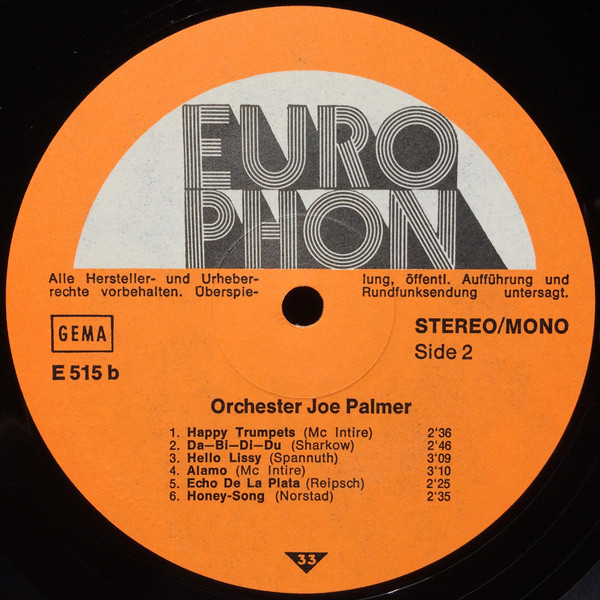 EURO
PHON
Alle Hersteller- und Urheber-
rechte vorbehalten. Überspie-
lung, öffentl. Aufführung und
Rundfunksendung untersagt.
GEMA
E 515 b
STEREO/MONO
Side 2
Orchester Joe Palmer
1. Happy Trumpets (Mc Intire) 2'36
2. Da—Bi—Di—Du (Sharkow) 2'46
3. Hello Lissy (Spannuth) 3'09
4. Alamo (Mc Intire) 3'10
5. Echo De La Plata (Reipsch) 2'25
6. Honey-Song (Norstad) 2'35
33